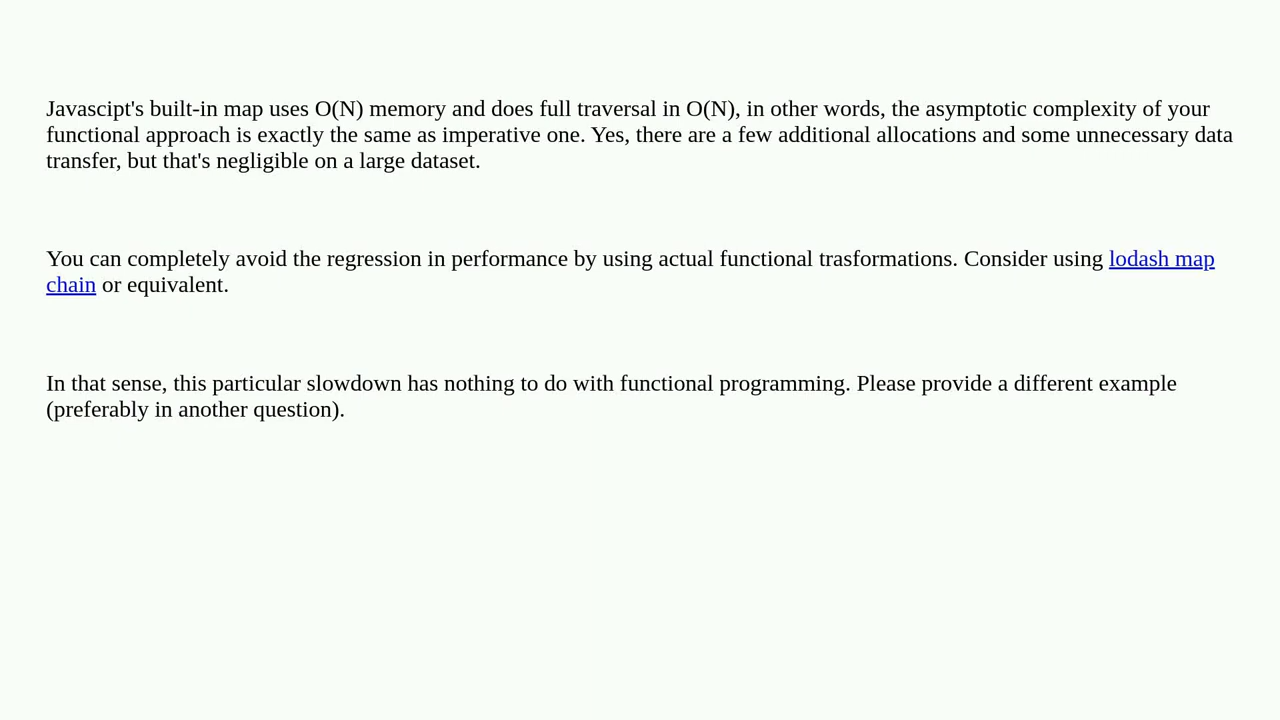 Javascipt's built-in map uses O(N) memory and does full traversal in O(N), in other words, the asymptotic complexity of your
functional approach is exactly the same as imperative one. Yes, there are a few additional allocations and some unnecessary data
transfer, but that's negligible on a large dataset.
You can completely avoid the regression in performance by using actual functional trasformations. Consider using lodash map
chain or equivalent.
In that sense, this particular slowdown has nothing to do with functional programming. Please provide a different example
(preferably in another question).